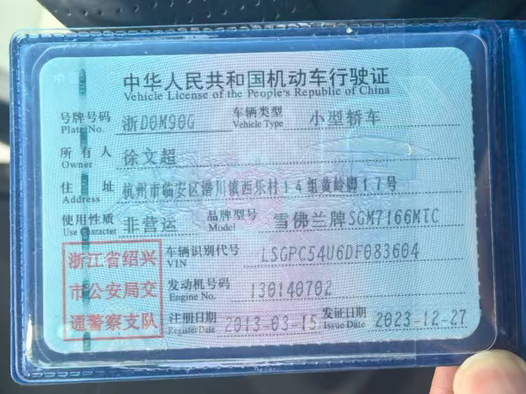 中华人民共和国机动车行驶证
Vehicle License of the People's Republic of China
号牌号码 浙D0M90G 车辆类型 小型轿车
Plate No. Vehicle Type
所有人 徐文超
Owner
住址 杭州市临安区潜川镇西乐村14组黄岭脚17号
Address
使用性质 非营运 品牌型号 雪佛兰牌SGM7166MTC
Use Character Model
浙江省绍兴
市公安局交
通警察支队
车辆识别代号 LSGPC54U6DF083604
VIN
发动机号码 130140702
Engine No.
注册日期 2013-03-15 发证日期 2023-12-27
Register Date Issue Date